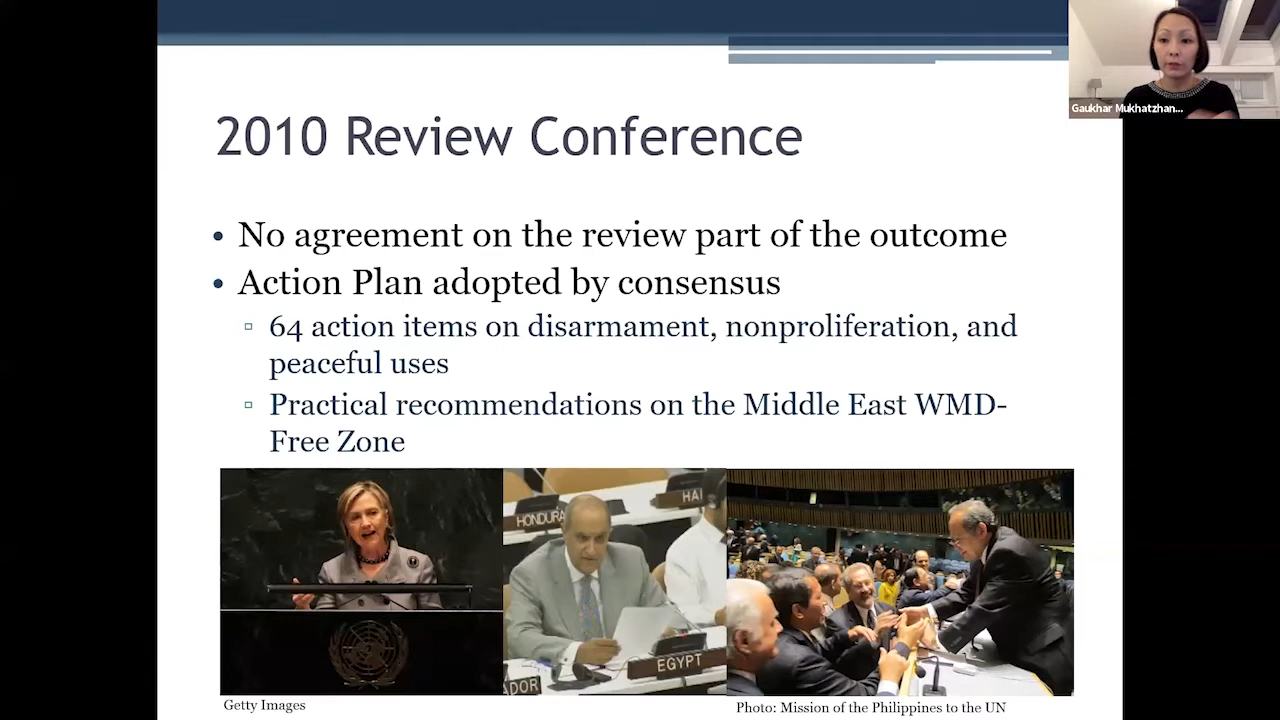 Gaukhar Mukhatzhan...
2010 Review Conference
• No agreement on the review part of the outcome
• Action Plan adopted by consensus
▫ 64 action items on disarmament, nonproliferation, and
peaceful uses
▫ Practical recommendations on the Middle East WMD-
Free Zone
HONDURA
HAI
EGYPT
ADOR
Getty Images
Photo: Mission of the Philippines to the UN